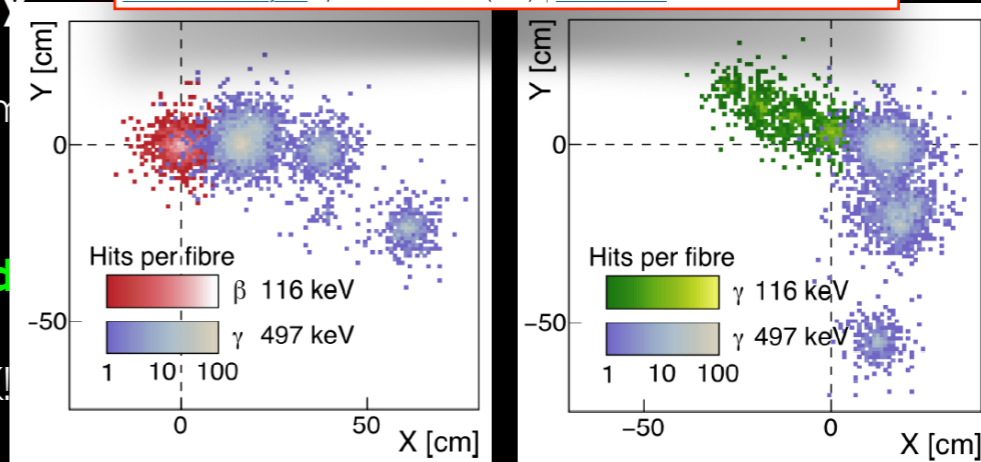 Y [cm]
0
−50
Hits per fibre
β 116 keV
γ 497 keV
1 10 100
0 50
X [cm]
Y [cm]
0
−50
Hits per fibre
γ 116 keV
γ 497 keV
1 10 100
−50 0
X [cm]